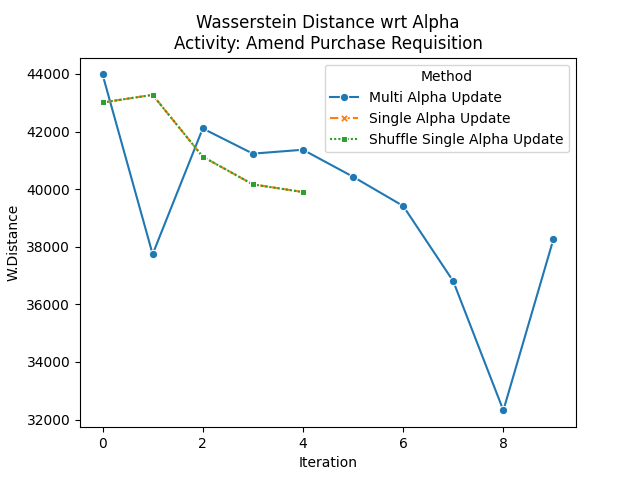 Wasserstein Distance wrt Alpha
Activity: Amend Purchase Requisition
Method
Multi Alpha Update
Single Alpha Update
Shuffle Single Alpha Update
W.Distance
44000
42000
40000
38000
36000
34000
32000
0 2 4 6 8
Iteration